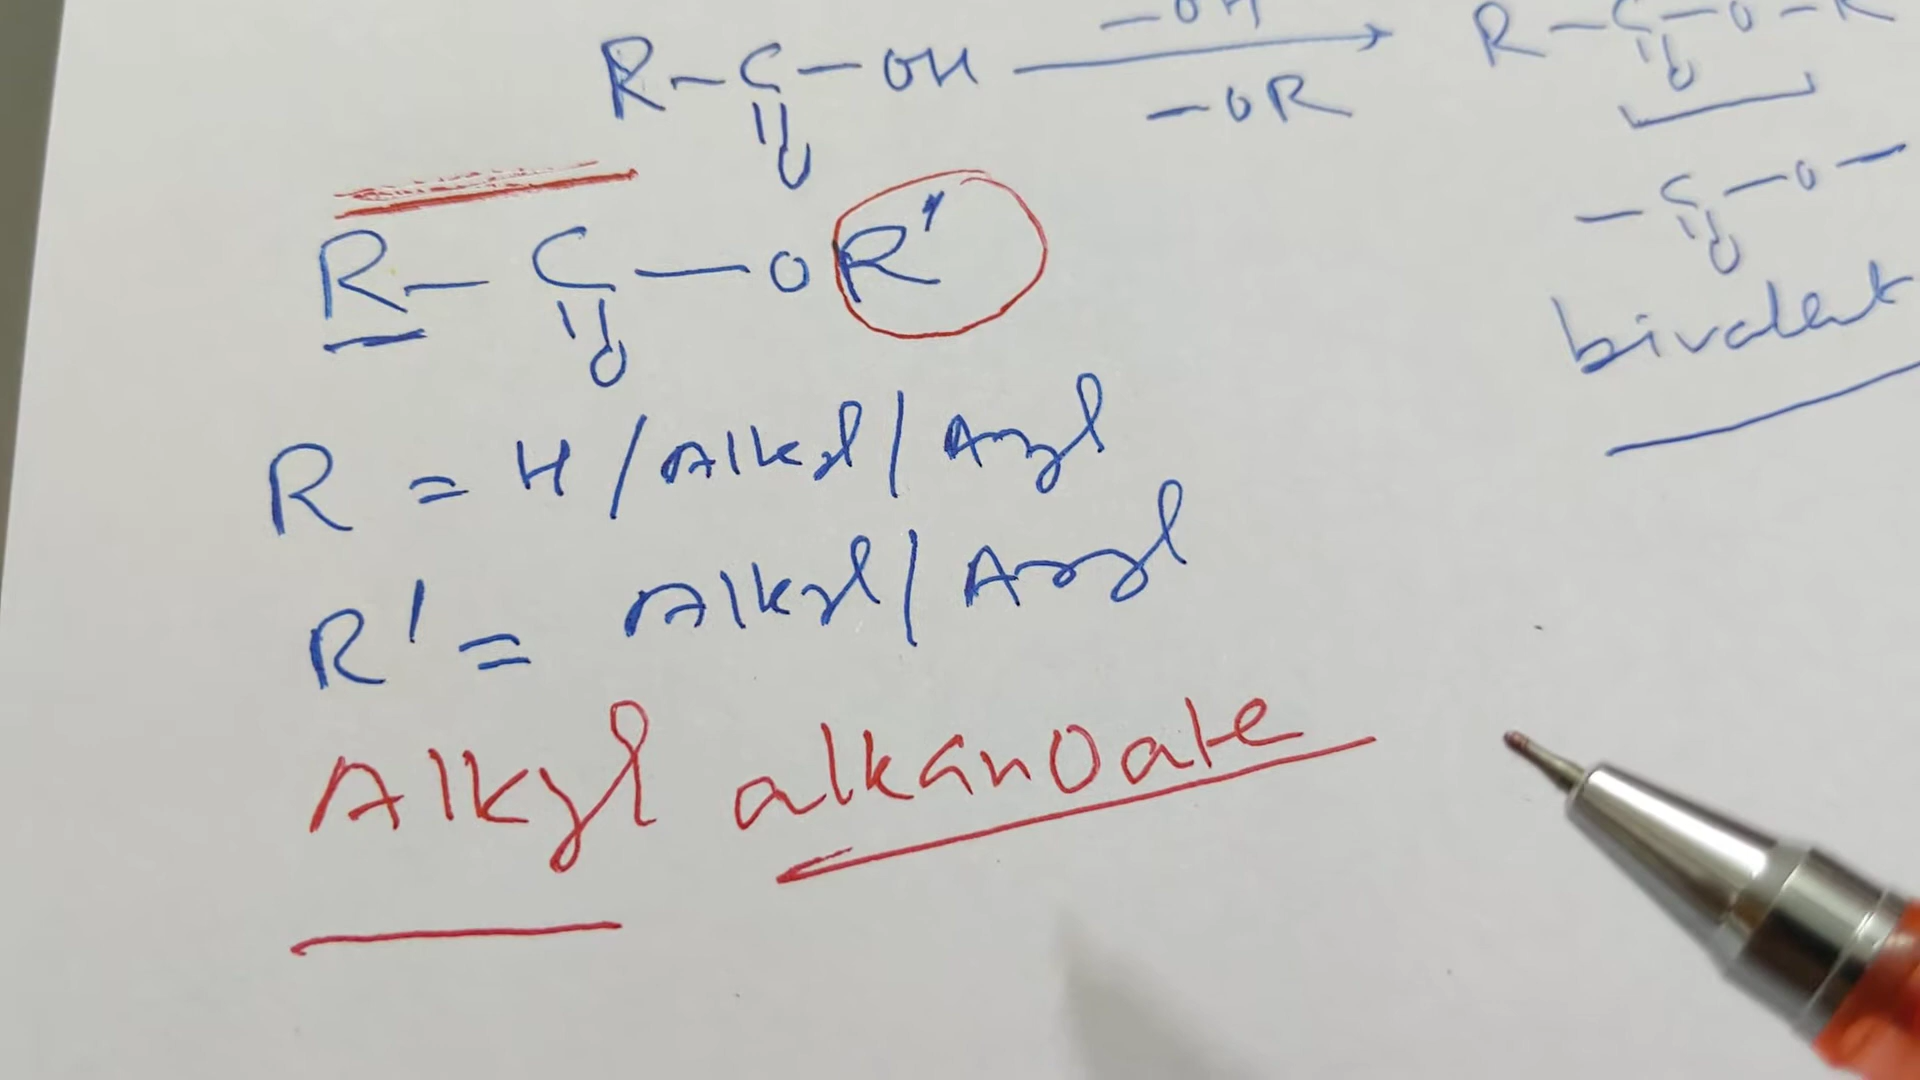 R-C-OH -OH R-C-O-R
O -OR O
R-C-OR' -C-O-
O O
bivalent
R = H/Alkyl/Aryl
R' = Alkyl/Aryl
Alkyl alkanoate